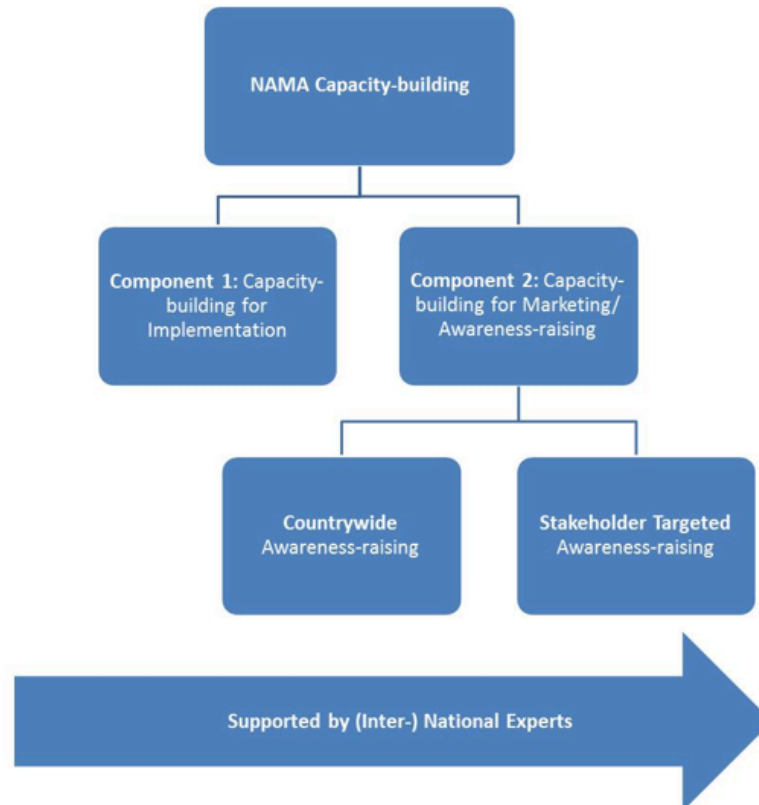 NAMA Capacity-building
Component 1: Capacity-
building for
Implementation
Component 2: Capacity-
building for Marketing/
Awareness-raising
Countrywide
Awareness-raising
Stakeholder Targeted
Awareness-raising
Supported by (Inter-) National Experts